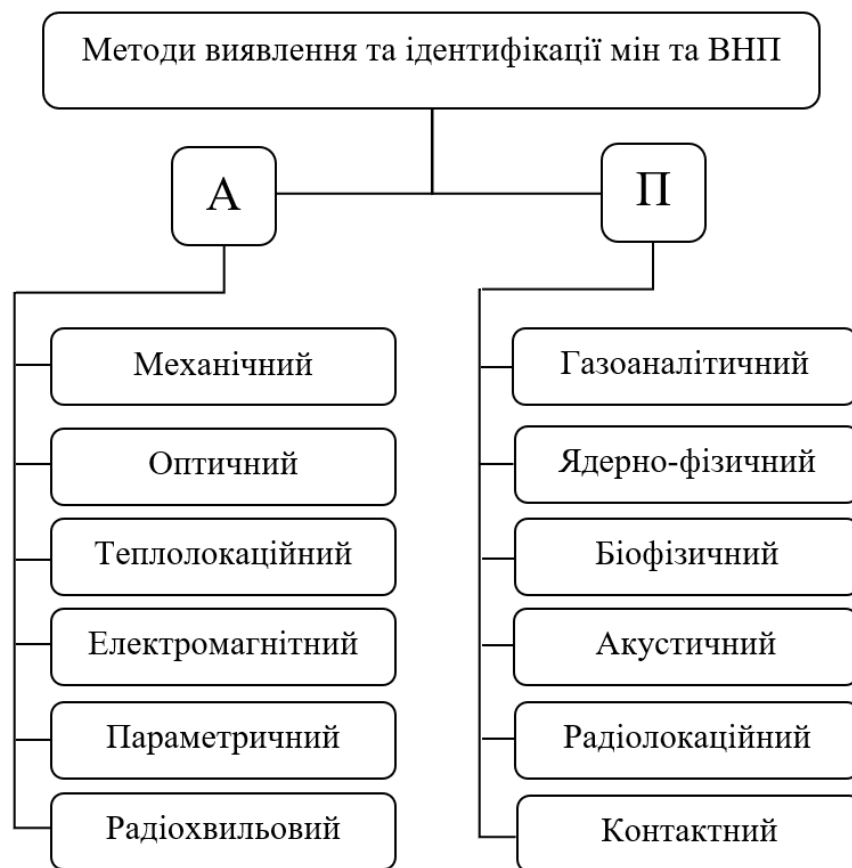 Методи виявлення та ідентифікації мін та ВНП
А
П
Механічний
Оптичний
Теплолокаційний
Електромагнітний
Параметричний
Радіохвильовий
Газоаналітичний
Ядерно-фізичний
Біофізичний
Акустичний
Радіолокаційний
Контактний